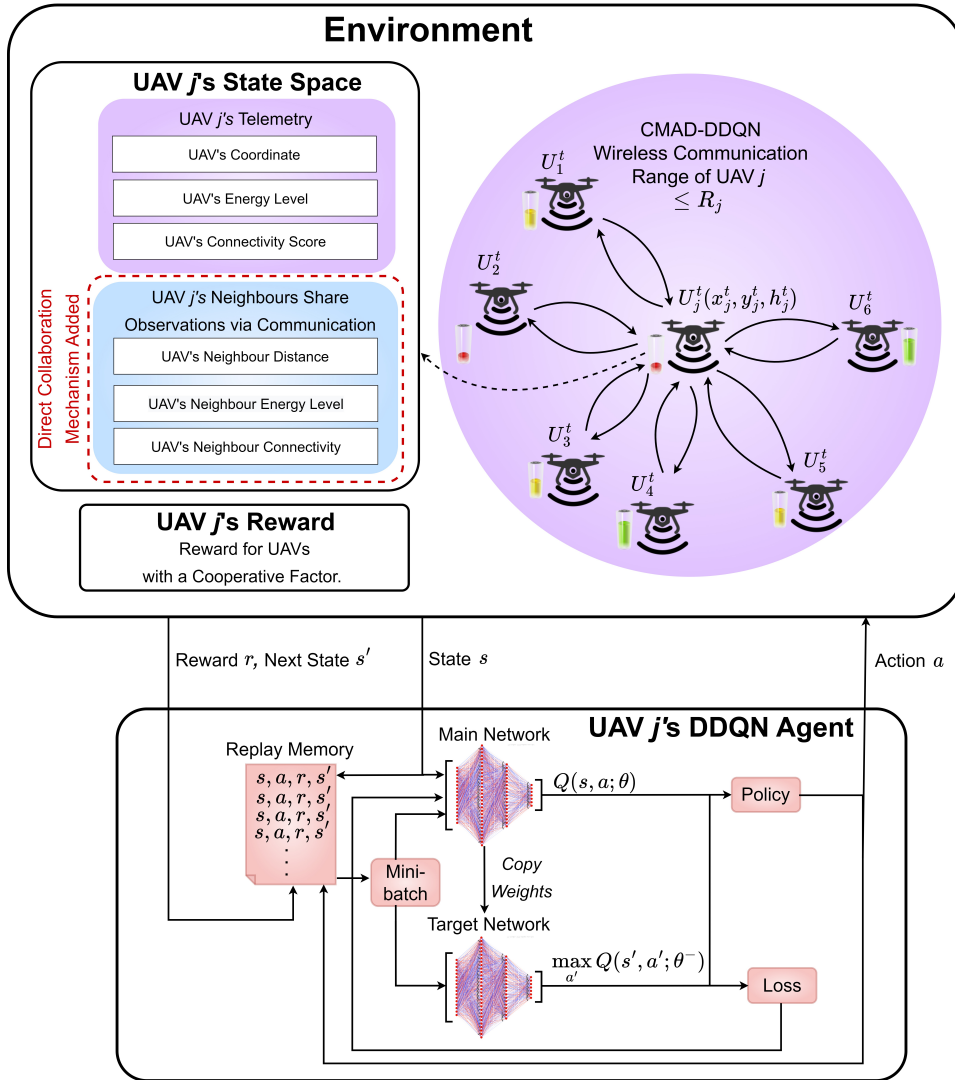 Environment
UAV j's State Space
UAV j's Telemetry
UAV's Coordinate
UAV's Energy Level
UAV's Connectivity Score
Direct Collaboration
Mechanism Added
UAV j's Neighbours Share
Observations via Communication
UAV's Neighbour Distance
UAV's Neighbour Energy Level
UAV's Neighbour Connectivity
UAV j's Reward
Reward for UAVs
with a Cooperative Factor.
CMAD-DDQN
Wireless Communication
Range of UAV j
≤ R_j
U_1^t
U_2^t
U_j^t(x_j^t, y_j^t, h_j^t)
U_6^t
U_3^t
U_4^t
U_5^t
Reward r, Next State s′
State s
Action a
UAV j's DDQN Agent
Replay Memory
s, a, r, s′
s, a, r, s′
s, a, r, s′
s, a, r, s′
⋮
Main Network
Q(s, a; θ)
Policy
Mini-
batch
Copy
Weights
Target Network
max_{a′} Q(s′, a′; θ⁻)
Loss